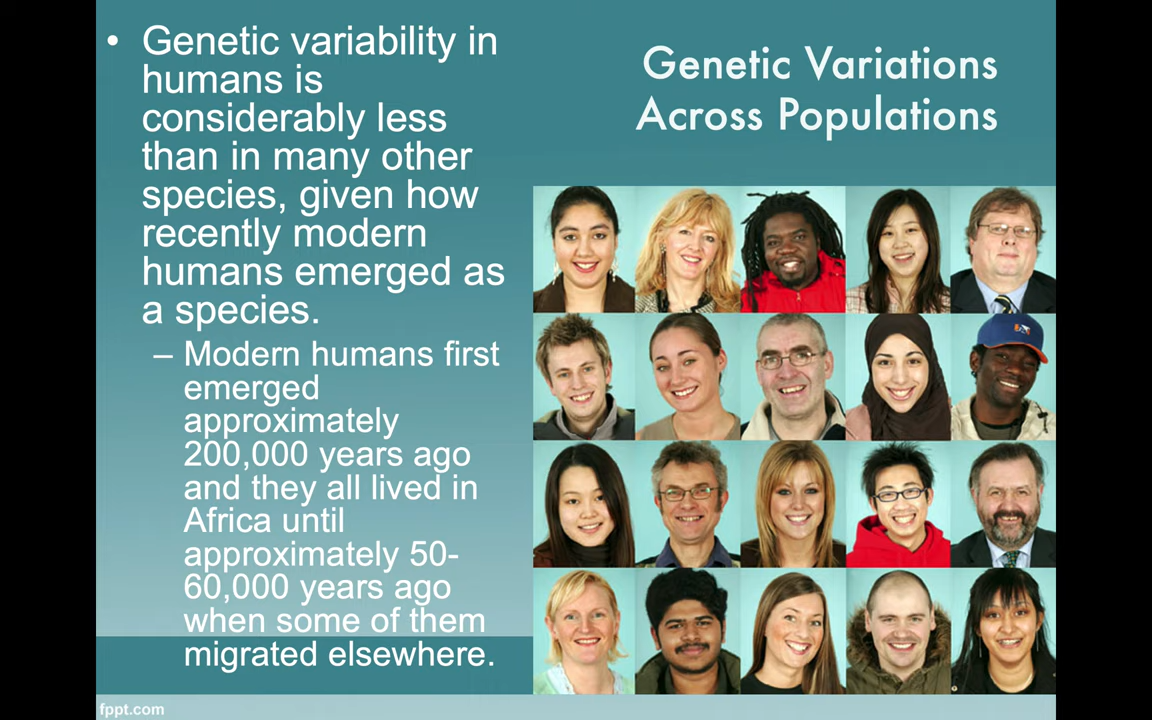 • Genetic variability in
humans is
considerably less
than in many other
species, given how
recently modern
humans emerged as
a species.
– Modern humans first
emerged
approximately
200,000 years ago
and they all lived in
Africa until
approximately 50-
60,000 years ago
when some of them
migrated elsewhere.
Genetic Variations
Across Populations
fppt.com